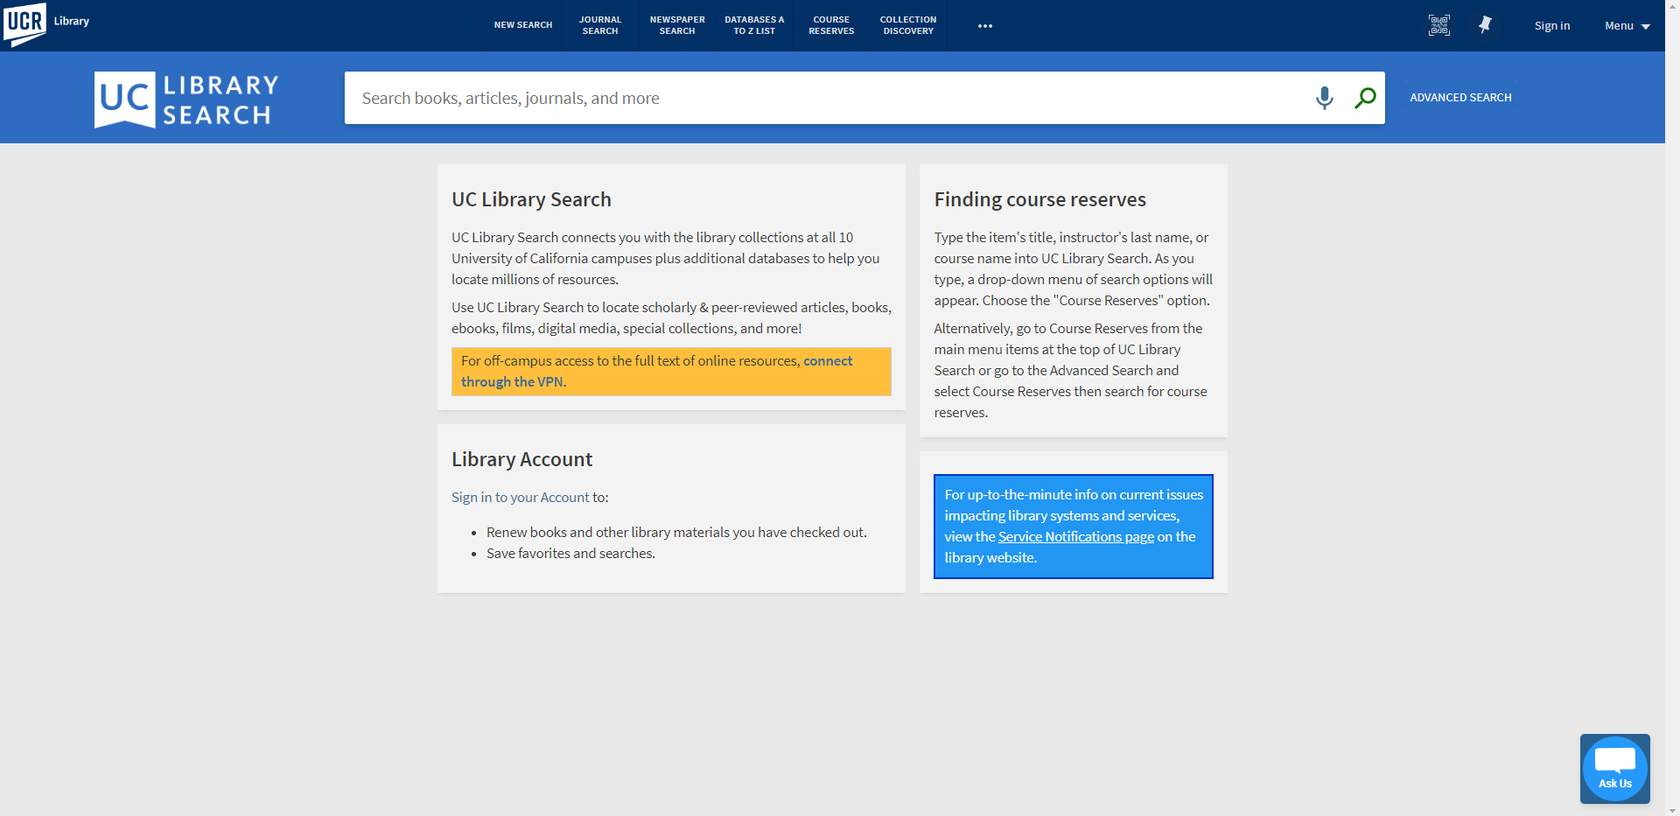 UCR Library
NEW SEARCH
JOURNAL
SEARCH
NEWSPAPER
SEARCH
DATABASES A
TO Z LIST
COURSE
RESERVES
COLLECTION
DISCOVERY
Sign in
Menu
UC LIBRARY
SEARCH
Search books, articles, journals, and more
ADVANCED SEARCH
UC Library Search
UC Library Search connects you with the library collections at all 10
University of California campuses plus additional databases to help you
locate millions of resources.
Use UC Library Search to locate scholarly & peer-reviewed articles, books,
ebooks, films, digital media, special collections, and more!
For off-campus access to the full text of online resources, connect
through the VPN.
Library Account
Sign in to your Account to:
• Renew books and other library materials you have checked out.
• Save favorites and searches.
Finding course reserves
Type the item's title, instructor's last name, or
course name into UC Library Search. As you
type, a drop-down menu of search options will
appear. Choose the "Course Reserves" option.
Alternatively, go to Course Reserves from the
main menu items at the top of UC Library
Search or go to the Advanced Search and
select Course Reserves then search for course
reserves.
For up-to-the-minute info on current issues
impacting library systems and services,
view the Service Notifications page on the
library website.
Ask Us